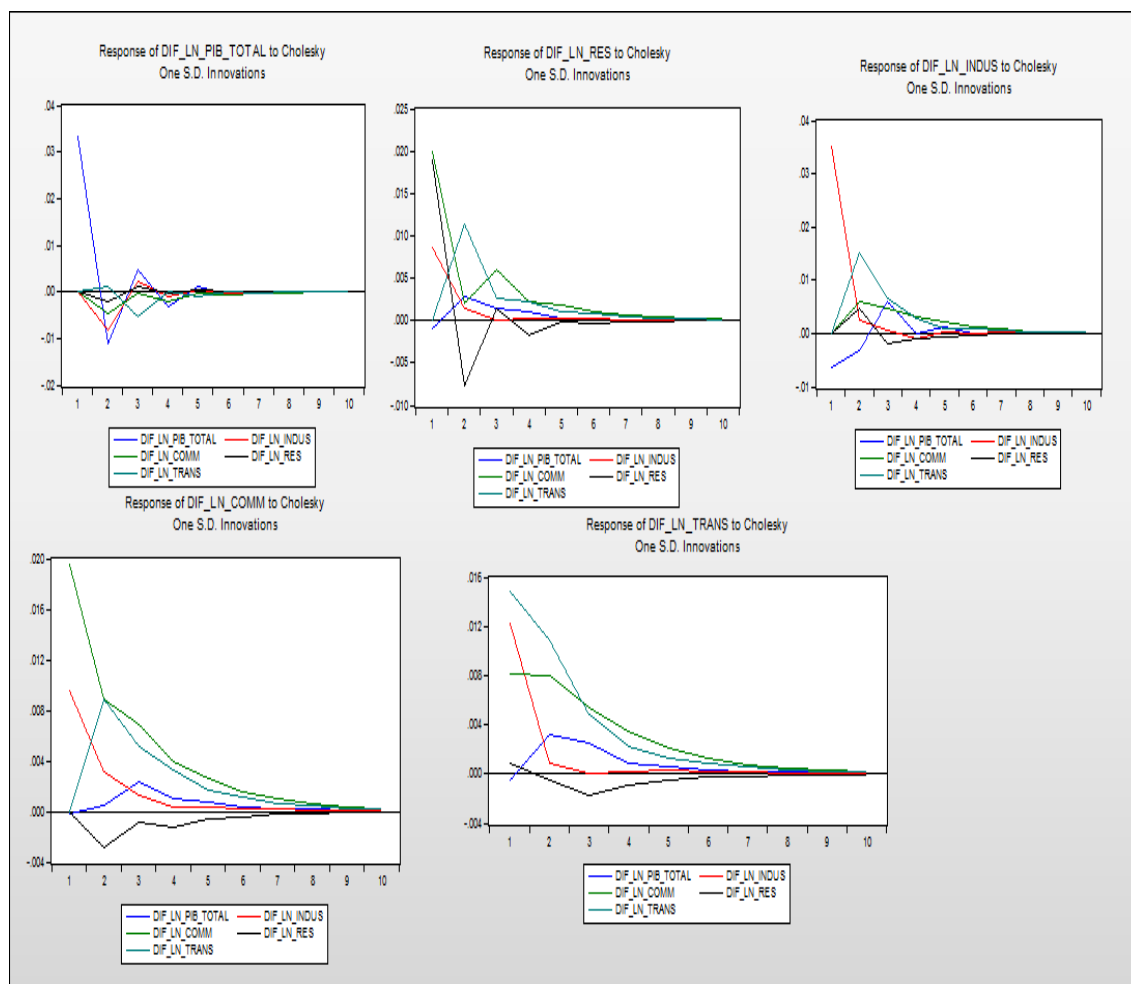 Response of DIF_LN_PIB_TOTAL to Cholesky
One S.D. Innovations
.04
.03
.02
.01
.00
-.01
-.02
1 2 3 4 5 6 7 8 9 10
DIF_LN_PIB_TOTAL DIF_LN_INDUS
DIF_LN_COMM DIF_LN_RES
DIF_LN_TRANS
Response of DIF_LN_RES to Cholesky
One S.D. Innovations
.025
.020
.015
.010
.005
.000
-.005
-.010
1 2 3 4 5 6 7 8 9 10
DIF_LN_PIB_TOTAL DIF_LN_INDUS
DIF_LN_COMM DIF_LN_RES
DIF_LN_TRANS
Response of DIF_LN_INDUS to Cholesky
One S.D. Innovations
.04
.03
.02
.01
.00
-.01
1 2 3 4 5 6 7 8 9 10
DIF_LN_PIB_TOTAL DIF_LN_INDUS
DIF_LN_COMM DIF_LN_RES
DIF_LN_TRANS
Response of DIF_LN_COMM to Cholesky
One S.D. Innovations
.020
.016
.012
.008
.004
.000
-.004
1 2 3 4 5 6 7 8 9 10
DIF_LN_PIB_TOTAL DIF_LN_INDUS
DIF_LN_COMM DIF_LN_RES
DIF_LN_TRANS
Response of DIF_LN_TRANS to Cholesky
One S.D. Innovations
.016
.012
.008
.004
.000
-.004
1 2 3 4 5 6 7 8 9 10
DIF_LN_PIB_TOTAL DIF_LN_INDUS
DIF_LN_COMM DIF_LN_RES
DIF_LN_TRANS